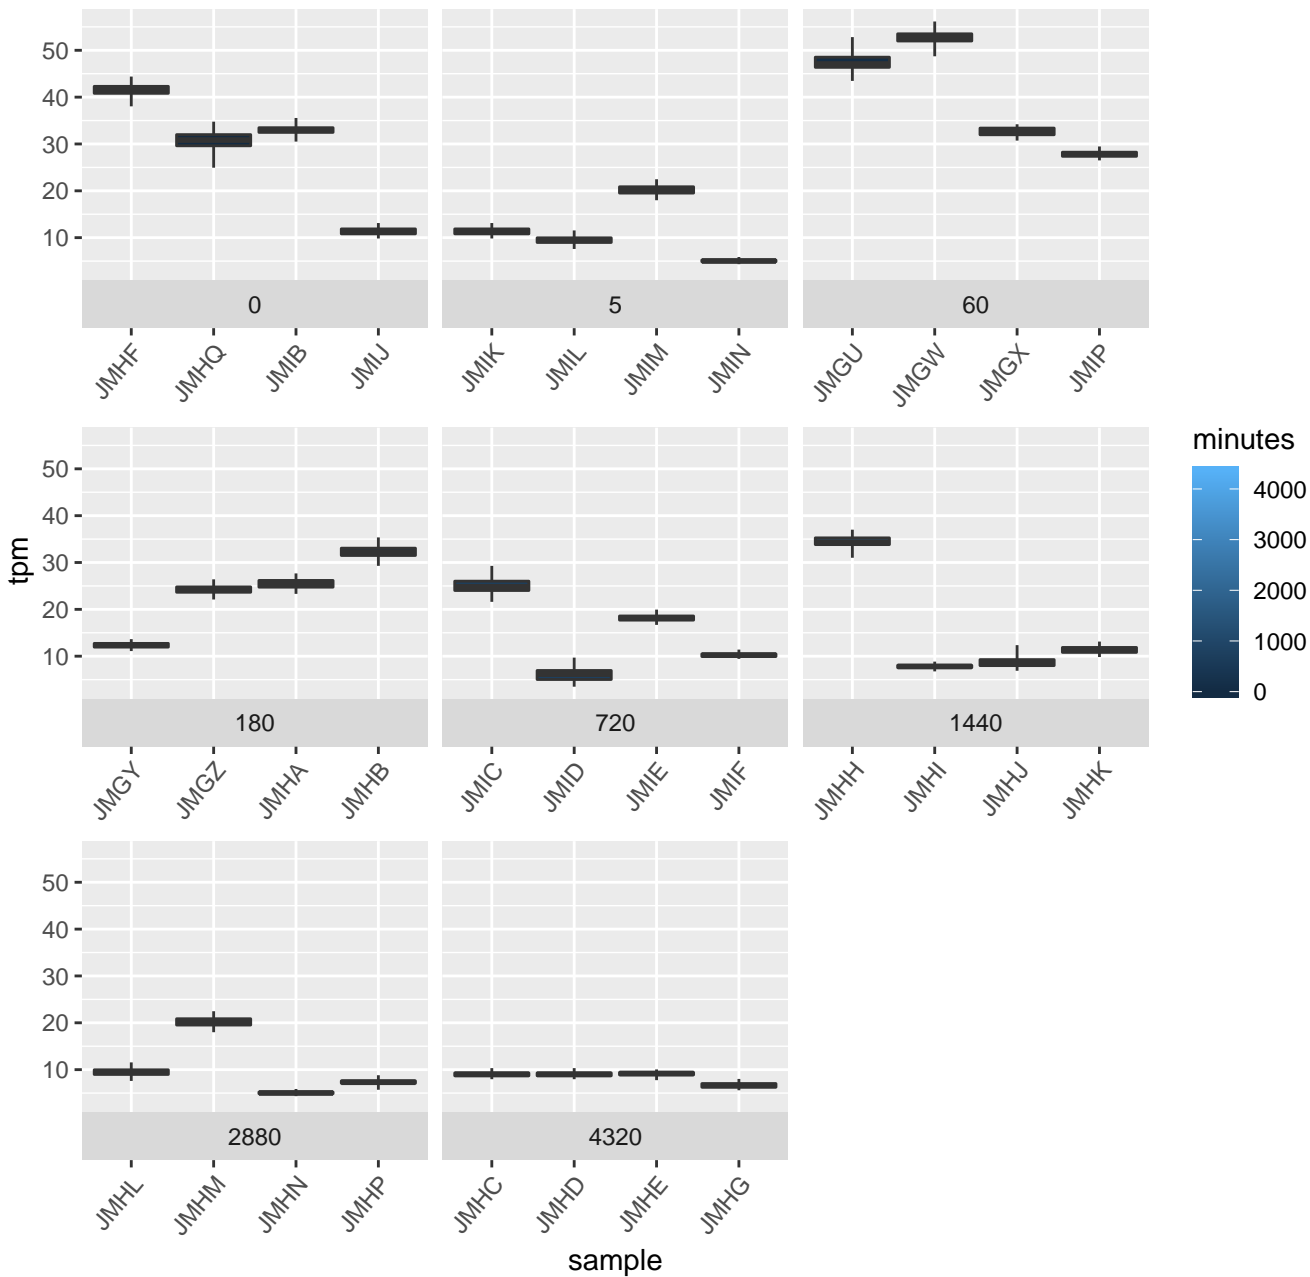 50
40
30
20
10
0
5
60
JMHF
JMHQ
JMIB
JMIJ
JMIK
JMIL
JMIM
JMIN
JMGU
JMGW
JMGX
JMIP
50
40
30
20
10
180
720
1440
JMGY
JMGZ
JMHA
JMHB
JMIC
JMID
JMIE
JMIF
JMHH
JMHI
JMHJ
JMHK
50
40
30
20
10
2880
4320
JMHL
JMHM
JMHN
JMHP
JMHC
JMHD
JMHE
JMHG
tpm
sample
minutes
4000
3000
2000
1000
0